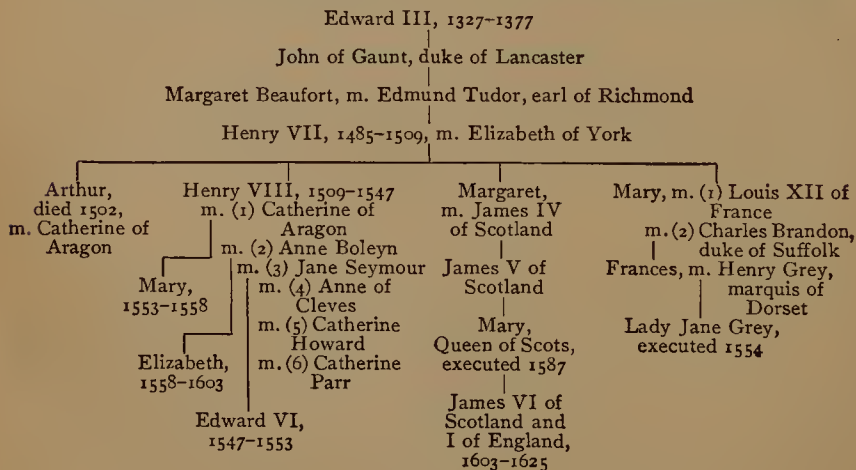 Edward III, 1327–1377
John of Gaunt, duke of Lancaster
Margaret Beaufort, m. Edmund Tudor, earl of Richmond
Henry VII, 1485–1509, m. Elizabeth of York
Arthur,
died 1502,
m. Catherine of
Aragon
Henry VIII, 1509–1547
m. (1) Catherine of
Aragon
m. (2) Anne Boleyn
m. (3) Jane Seymour
m. (4) Anne of
Cleves
m. (5) Catherine
Howard
m. (6) Catherine
Parr
Mary,
1553–1558
Elizabeth,
1558–1603
Edward VI,
1547–1553
Margaret,
m. James IV
of Scotland
James V of
Scotland
Mary,
Queen of Scots,
executed 1587
James VI of
Scotland and
I of England,
1603–1625
Mary, m. (1) Louis XII of
France
m. (2) Charles Brandon,
duke of Suffolk
Frances, m. Henry Grey,
marquis of
Dorset
Lady Jane Grey,
executed 1554